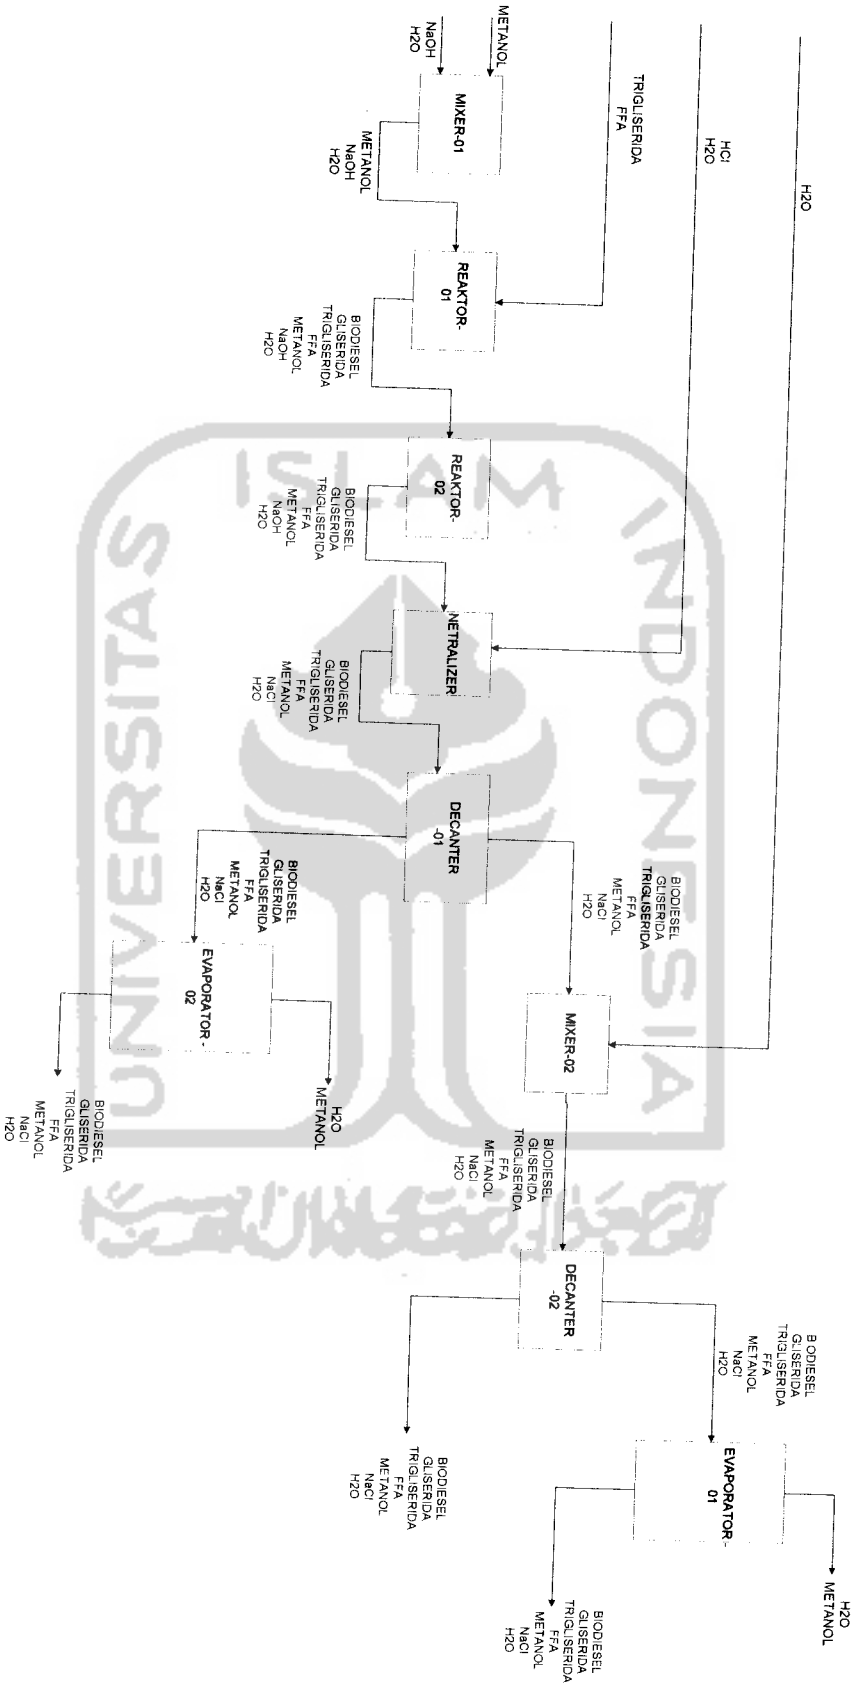 H2O
HCl
H2O
TRIGLISERIDA
FFA
METANOL
NaOH
H2O
MIXER-01
METANOL
NaOH
H2O
REAKTOR-
01
BIODIESEL
GLISERIDA
TRIGLISERIDA
FFA
METANOL
NaOH
H2O
REAKTOR-
02
BIODIESEL
GLISERIDA
TRIGLISERIDA
FFA
METANOL
NaOH
H2O
NETRALIZER
BIODIESEL
GLISERIDA
TRIGLISERIDA
FFA
METANOL
NaCl
H2O
DECANTER
-01
BIODIESEL
GLISERIDA
TRIGLISERIDA
FFA
METANOL
NaCl
H2O
BIODIESEL
GLISERIDA
TRIGLISERIDA
FFA
METANOL
NaCl
H2O
EVAPORATOR -
02
H2O
METANOL
BIODIESEL
GLISERIDA
TRIGLISERIDA
FFA
METANOL
NaCl
H2O
MIXER-02
BIODIESEL
GLISERIDA
TRIGLISERIDA
FFA
METANOL
NaCl
H2O
DECANTER
-02
BIODIESEL
GLISERIDA
TRIGLISERIDA
FFA
METANOL
NaCl
H2O
BIODIESEL
GLISERIDA
TRIGLISERIDA
FFA
METANOL
NaCl
H2O
EVAPORATOR -
01
H2O
METANOL
BIODIESEL
GLISERIDA
TRIGLISERIDA
FFA
METANOL
NaCl
H2O
UNIVERSITAS
ISLAM
INDONESIA